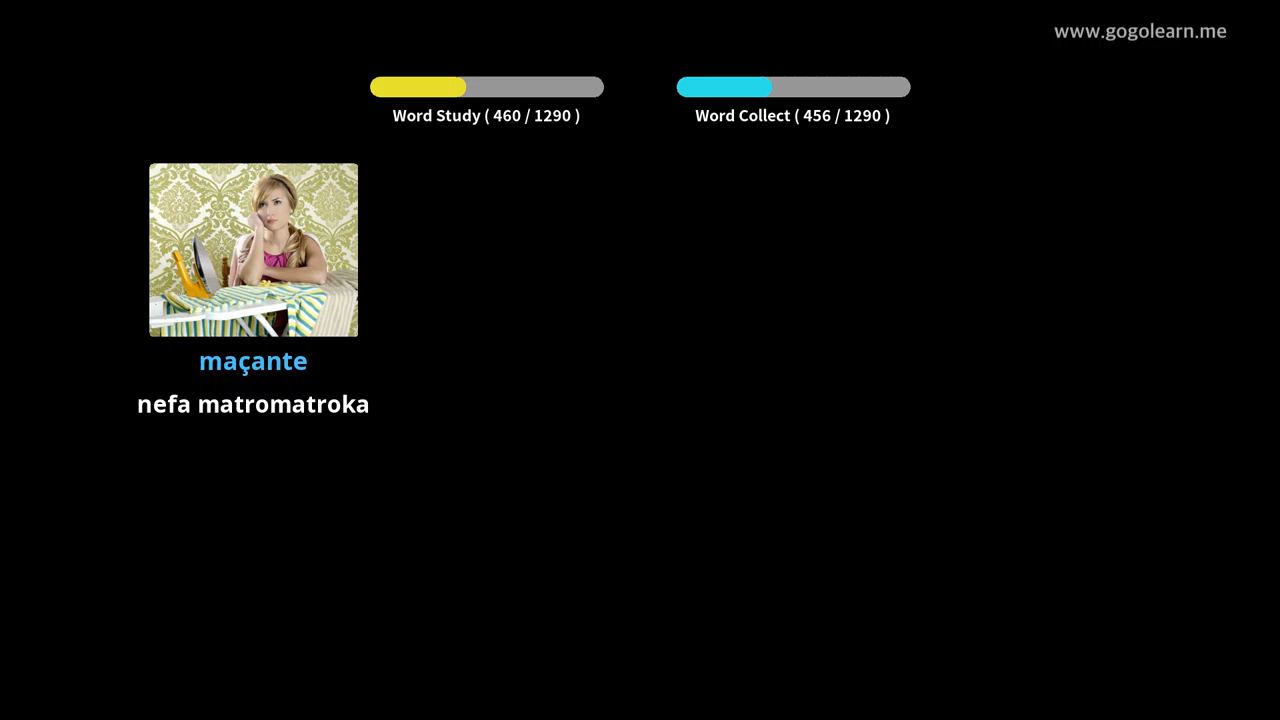 www.gogolearn.me
Word Study ( 460 / 1290 )
Word Collect ( 456 / 1290 )
maçante
nefa matromatroka